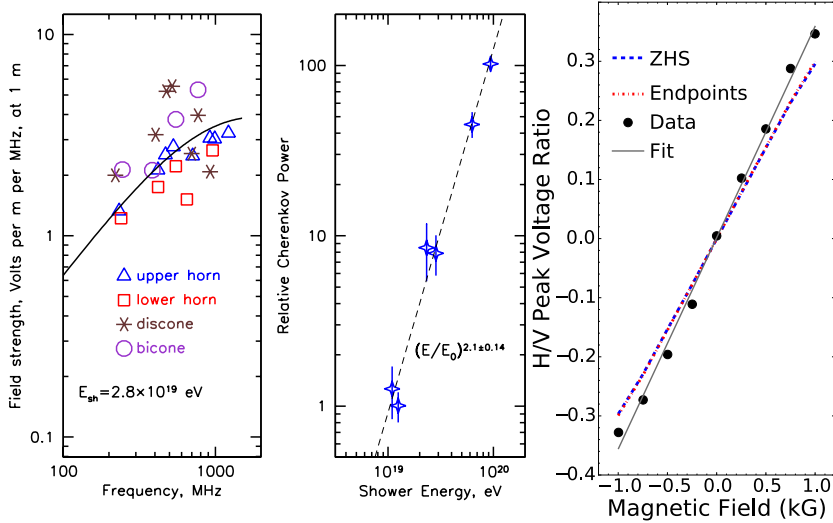 Field strength, Volts per m per MHz, at 1 m
10
1
0.1
upper horn
lower horn
discone
bicone
E_sh=2.8×10^19 eV
100
1000
Frequency, MHz
Relative Cherenkov Power
100
10
1
(E/E_0)^2.1±0.14
10^19
10^20
Shower Energy, eV
H/V Peak Voltage Ratio
0.3
0.2
0.1
0.0
−0.1
−0.2
−0.3
−0.4
ZHS
Endpoints
Data
Fit
−1.0 −0.5 0.0 0.5 1.0
Magnetic Field (kG)